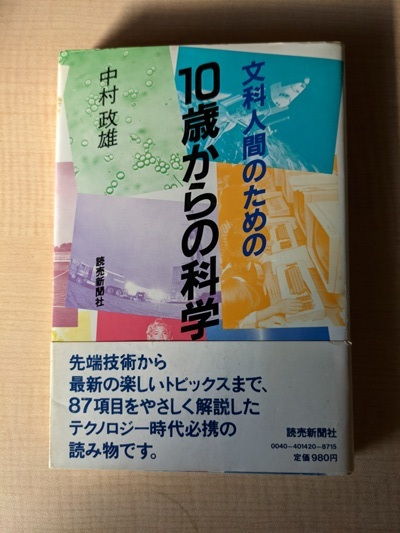 文科人間のための
10歳からの科学
中村政雄
読売新聞社
先端技術から
最新の楽しいトピックスまで、
87項目をやさしく解説した
テクノロジー時代必携の
読み物です。
読売新聞社
0040-401420-8715
定価980円